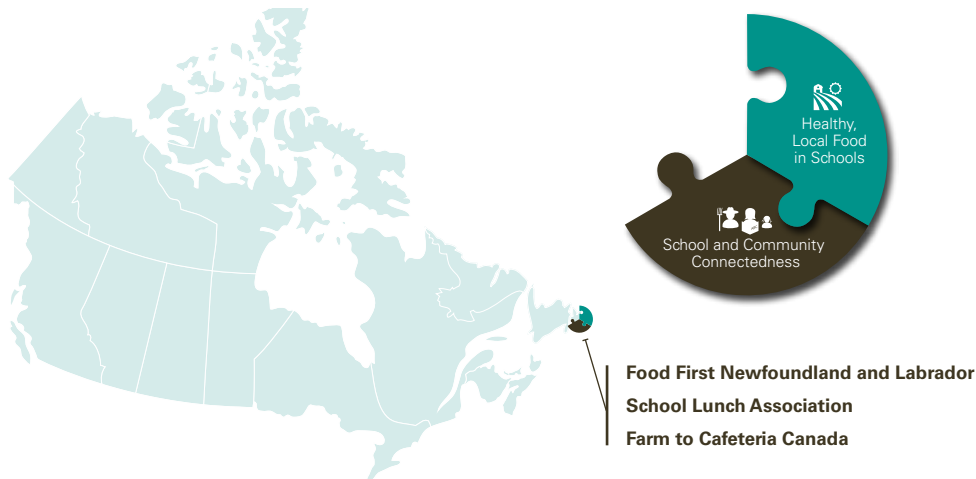 Healthy,
Local Food
in Schools
School and Community
Connectedness
Food First Newfoundland and Labrador
School Lunch Association
Farm to Cafeteria Canada